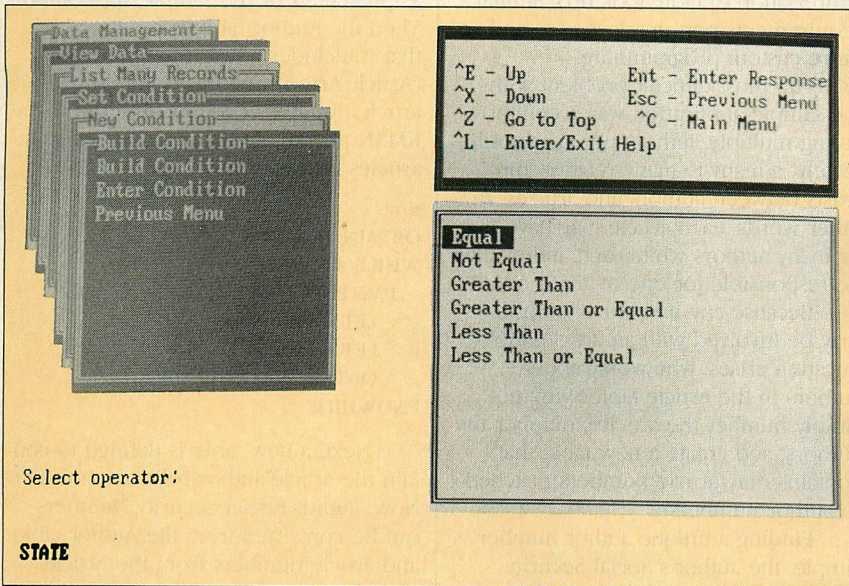 Data Management
View Data
List Many Records
Set Condition
New Condition
Build Condition
Build Condition
Enter Condition
Previous Menu
^E - Up Ent - Enter Response
^X - Down Esc - Previous Menu
^Z - Go to Top ^C - Main Menu
^L - Enter/Exit Help
Equal
Not Equal
Greater Than
Greater Than or Equal
Less Than
Less Than or Equal
Select operator:
STATE